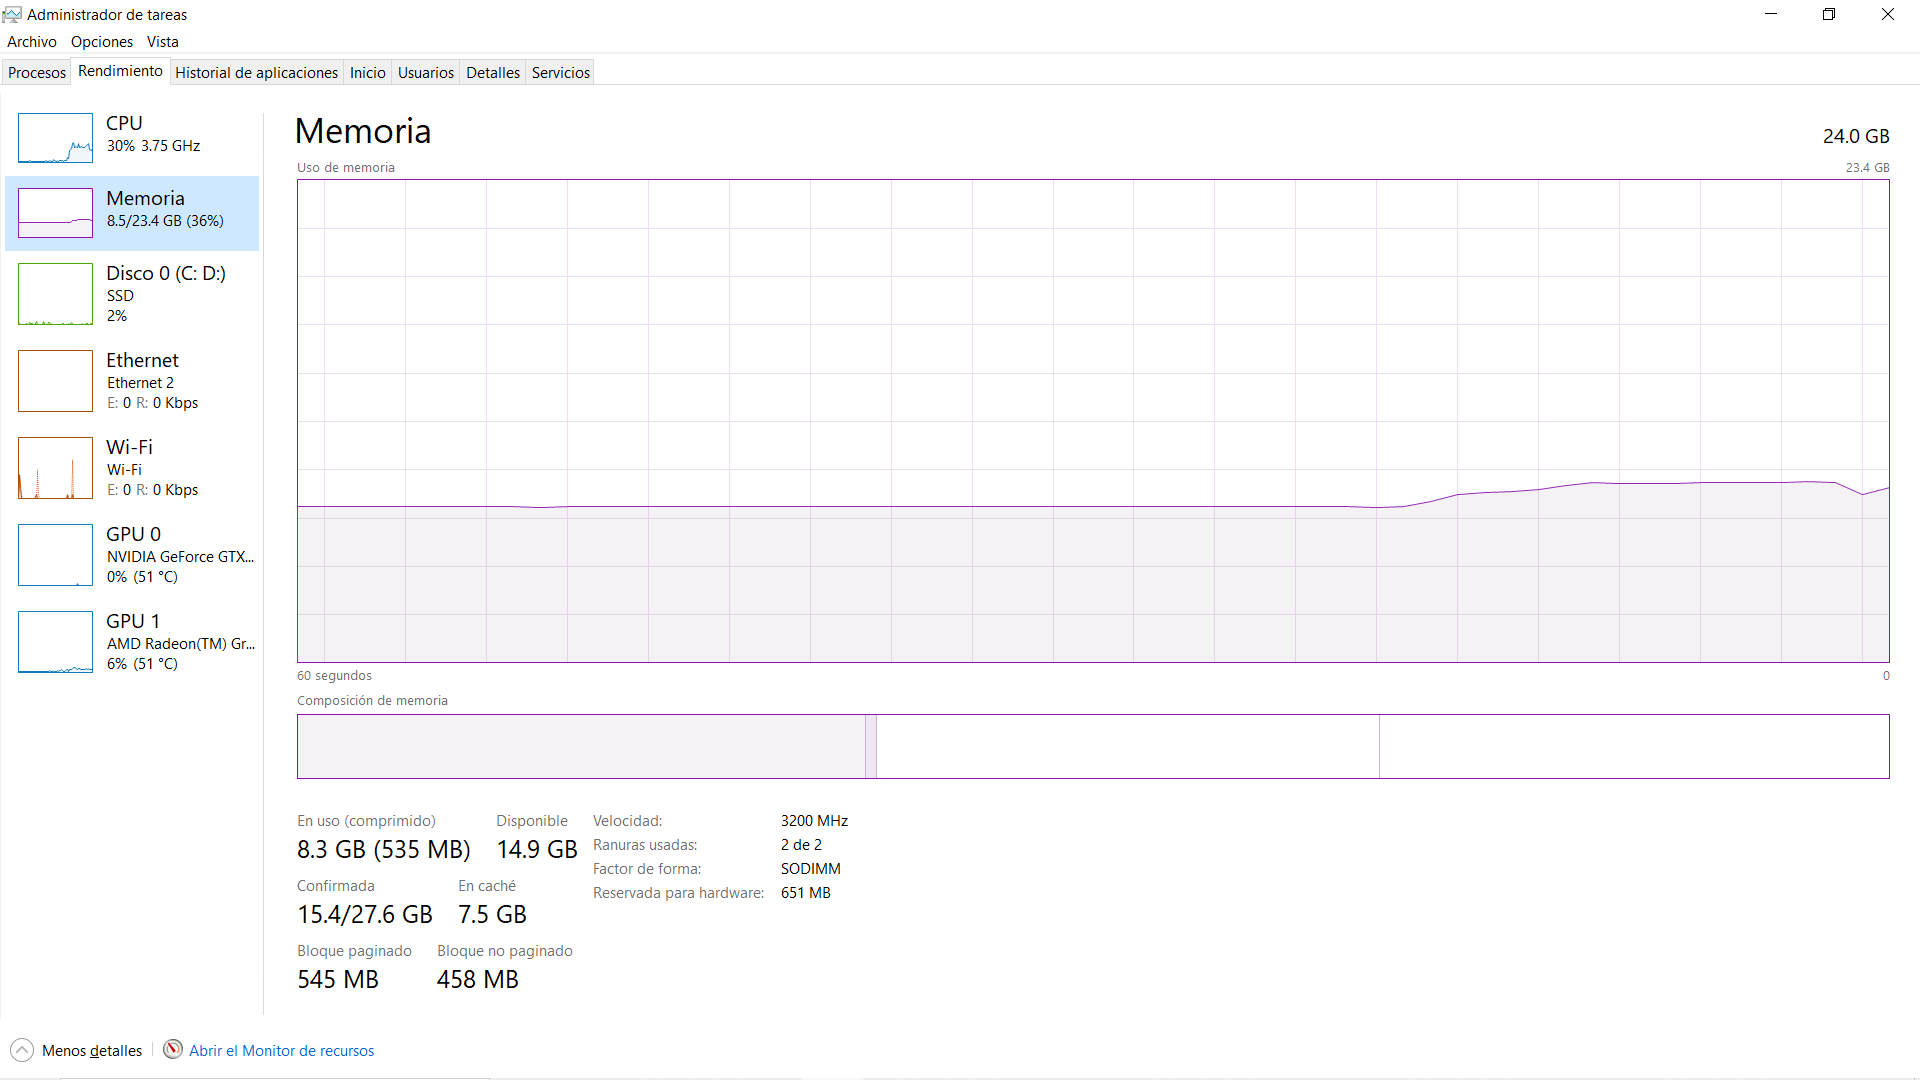 Administrador de tareas
Archivo Opciones Vista
Procesos Rendimiento Historial de aplicaciones Inicio Usuarios Detalles Servicios
CPU
30% 3.75 GHz
Memoria
8.5/23.4 GB (36%)
Disco 0 (C: D:)
SSD
2%
Ethernet
Ethernet 2
E: 0 R: 0 Kbps
Wi-Fi
Wi-Fi
E: 0 R: 0 Kbps
GPU 0
NVIDIA GeForce GTX...
0% (51 °C)
GPU 1
AMD Radeon(TM) Gr...
6% (51 °C)
Memoria 24.0 GB
Uso de memoria 23.4 GB
60 segundos 0
Composición de memoria
En uso (comprimido) Disponible
8.3 GB (535 MB) 14.9 GB
Confirmada En caché
15.4/27.6 GB 7.5 GB
Bloque paginado Bloque no paginado
545 MB 458 MB
Velocidad: 3200 MHz
Ranuras usadas: 2 de 2
Factor de forma: SODIMM
Reservada para hardware: 651 MB
Menos detalles Abrir el Monitor de recursos